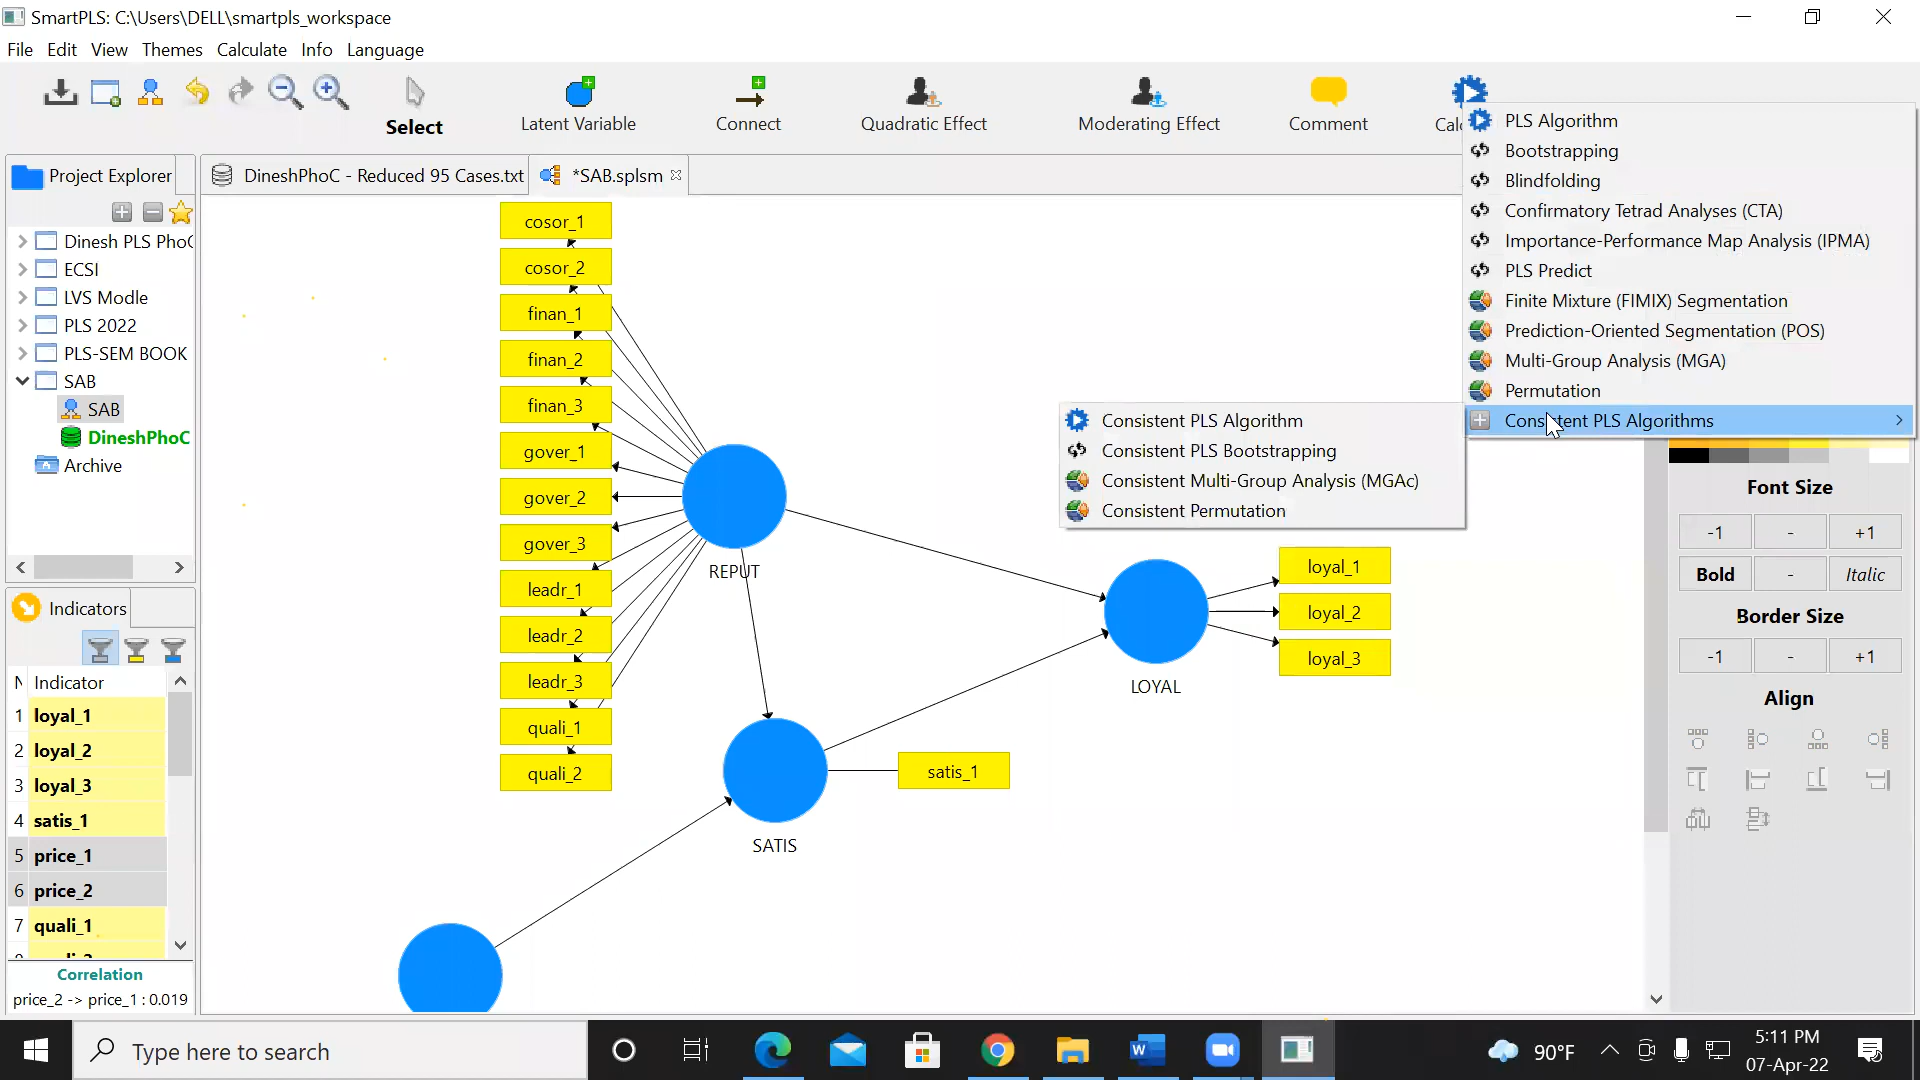 SmartPLS: C:\Users\DELL\smartpls_workspace
File Edit View Themes Calculate Info Language
Select
Latent Variable
Connect
Quadratic Effect
Moderating Effect
Comment
PLS Algorithm
Bootstrapping
Blindfolding
Confirmatory Tetrad Analyses (CTA)
Importance-Performance Map Analysis (IPMA)
PLS Predict
Finite Mixture (FIMIX) Segmentation
Prediction-Oriented Segmentation (POS)
Multi-Group Analysis (MGA)
Permutation
Consistent PLS Algorithms
Consistent PLS Algorithm
Consistent PLS Bootstrapping
Consistent Multi-Group Analysis (MGAc)
Consistent Permutation
Project Explorer
DineshPhoC - Reduced 95 Cases.txt
*SAB.splsm
Dinesh PLS PhoC
ECSI
LVS Modle
PLS 2022
PLS-SEM BOOK
SAB
SAB
DineshPhoC
Archive
Indicators
N Indicator
1 loyal_1
2 loyal_2
3 loyal_3
4 satis_1
5 price_1
6 price_2
7 quali_1
Correlation
price_2 -> price_1 : 0.019
cosor_1
cosor_2
finan_1
finan_2
finan_3
gover_1
gover_2
gover_3
leadr_1
leadr_2
leadr_3
quali_1
quali_2
REPUT
SATIS
satis_1
LOYAL
loyal_1
loyal_2
loyal_3
Font Size
-1 - +1
Bold - Italic
Border Size
-1 - +1
Align
Type here to search
90°F
5:11 PM
07-Apr-22